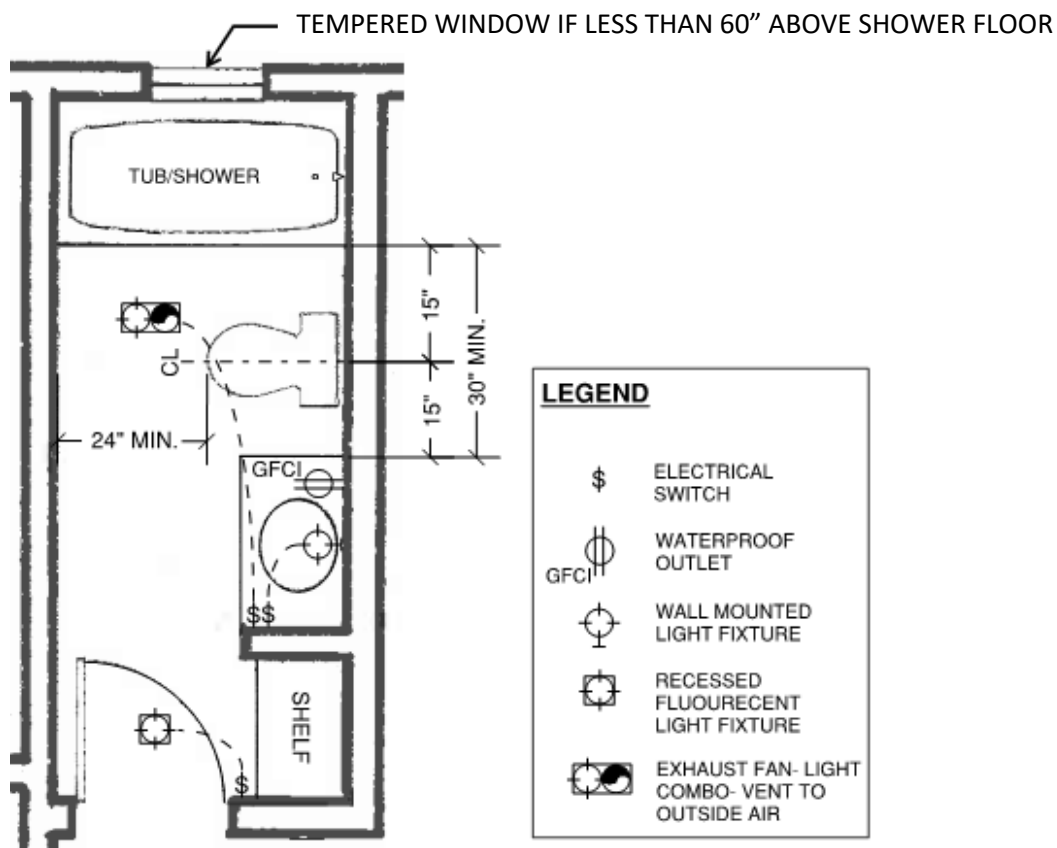 TEMPERED WINDOW IF LESS THAN 60” ABOVE SHOWER FLOOR
TUB/SHOWER
15"
30" MIN.
CL
15"
24" MIN.
GFCI
$$
SHELF
$
LEGEND
$ ELECTRICAL
SWITCH
WATERPROOF
OUTLET
GFCI
WALL MOUNTED
LIGHT FIXTURE
RECESSED
FLUOURECENT
LIGHT FIXTURE
EXHAUST FAN- LIGHT
COMBO- VENT TO
OUTSIDE AIR